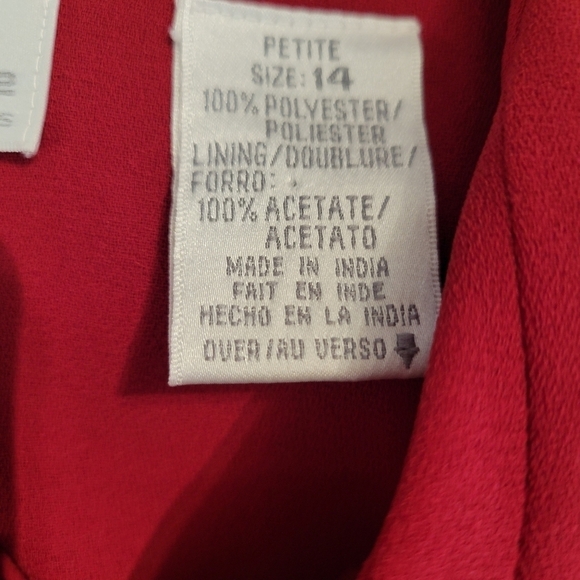 PETITE
SIZE: 14
100% POLYESTER/
POLIESTER
LINING/DOUBLURE/
FORRO:
100% ACETATE/
ACETATO
MADE IN INDIA
FAIT EN INDE
HECHO EN LA INDIA
OVER/AU VERSO